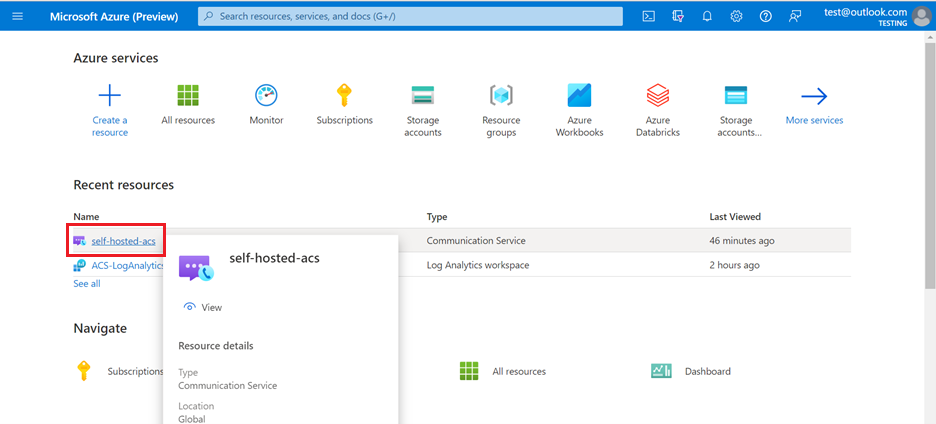 Microsoft Azure (Preview)
Search resources, services, and docs (G+/)
test@outlook.com
TESTING
Azure services
Create a
resource
All resources
Monitor
Subscriptions
Storage
accounts
Resource
groups
Azure
Workbooks
Azure
Databricks
Storage
accounts...
More services
Recent resources
Name
Type
Last Viewed
self-hosted-acs
Communication Service
46 minutes ago
ACS-LogAnalytics
Log Analytics workspace
2 hours ago
See all
self-hosted-acs
View
Resource details
Type
Communication Service
Location
Global
Navigate
Subscriptions
All resources
Dashboard